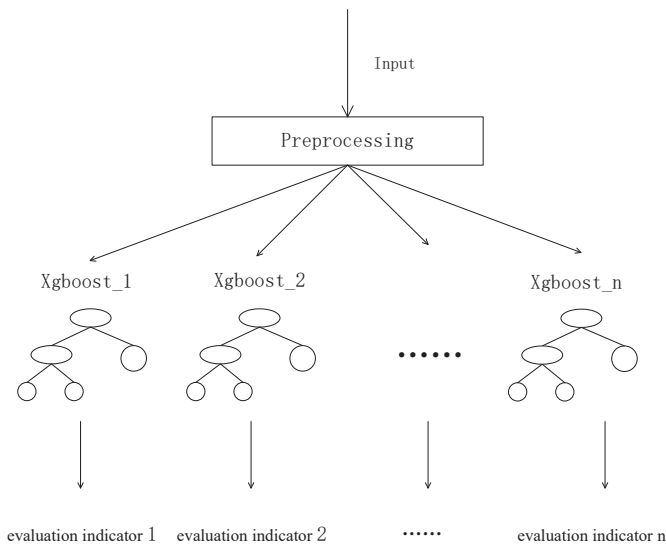 Input
Preprocessing
Xgboost_1 Xgboost_2 Xgboost_n
······
evaluation indicator 1 evaluation indicator 2 ······ evaluation indicator n